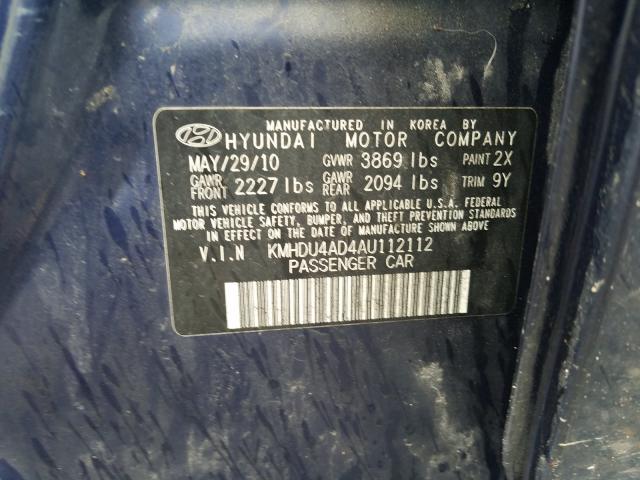 MANUFACTURED IN KOREA BY
HYUNDAI MOTOR COMPANY
MAY/29/10 GVWR 3869 lbs PAINT 2X
GAWR FRONT 2227 lbs GAWR REAR 2094 lbs TRIM 9Y
THIS VEHICLE CONFORMS TO ALL APPLICABLE U.S.A. FEDERAL
MOTOR VEHICLE SAFETY, BUMPER, AND THEFT PREVENTION STANDARDS
IN EFFECT ON THE DATE OF MANUFACTURE SHOWN ABOVE
V.I.N KMHDU4AD4AU112112
PASSENGER CAR